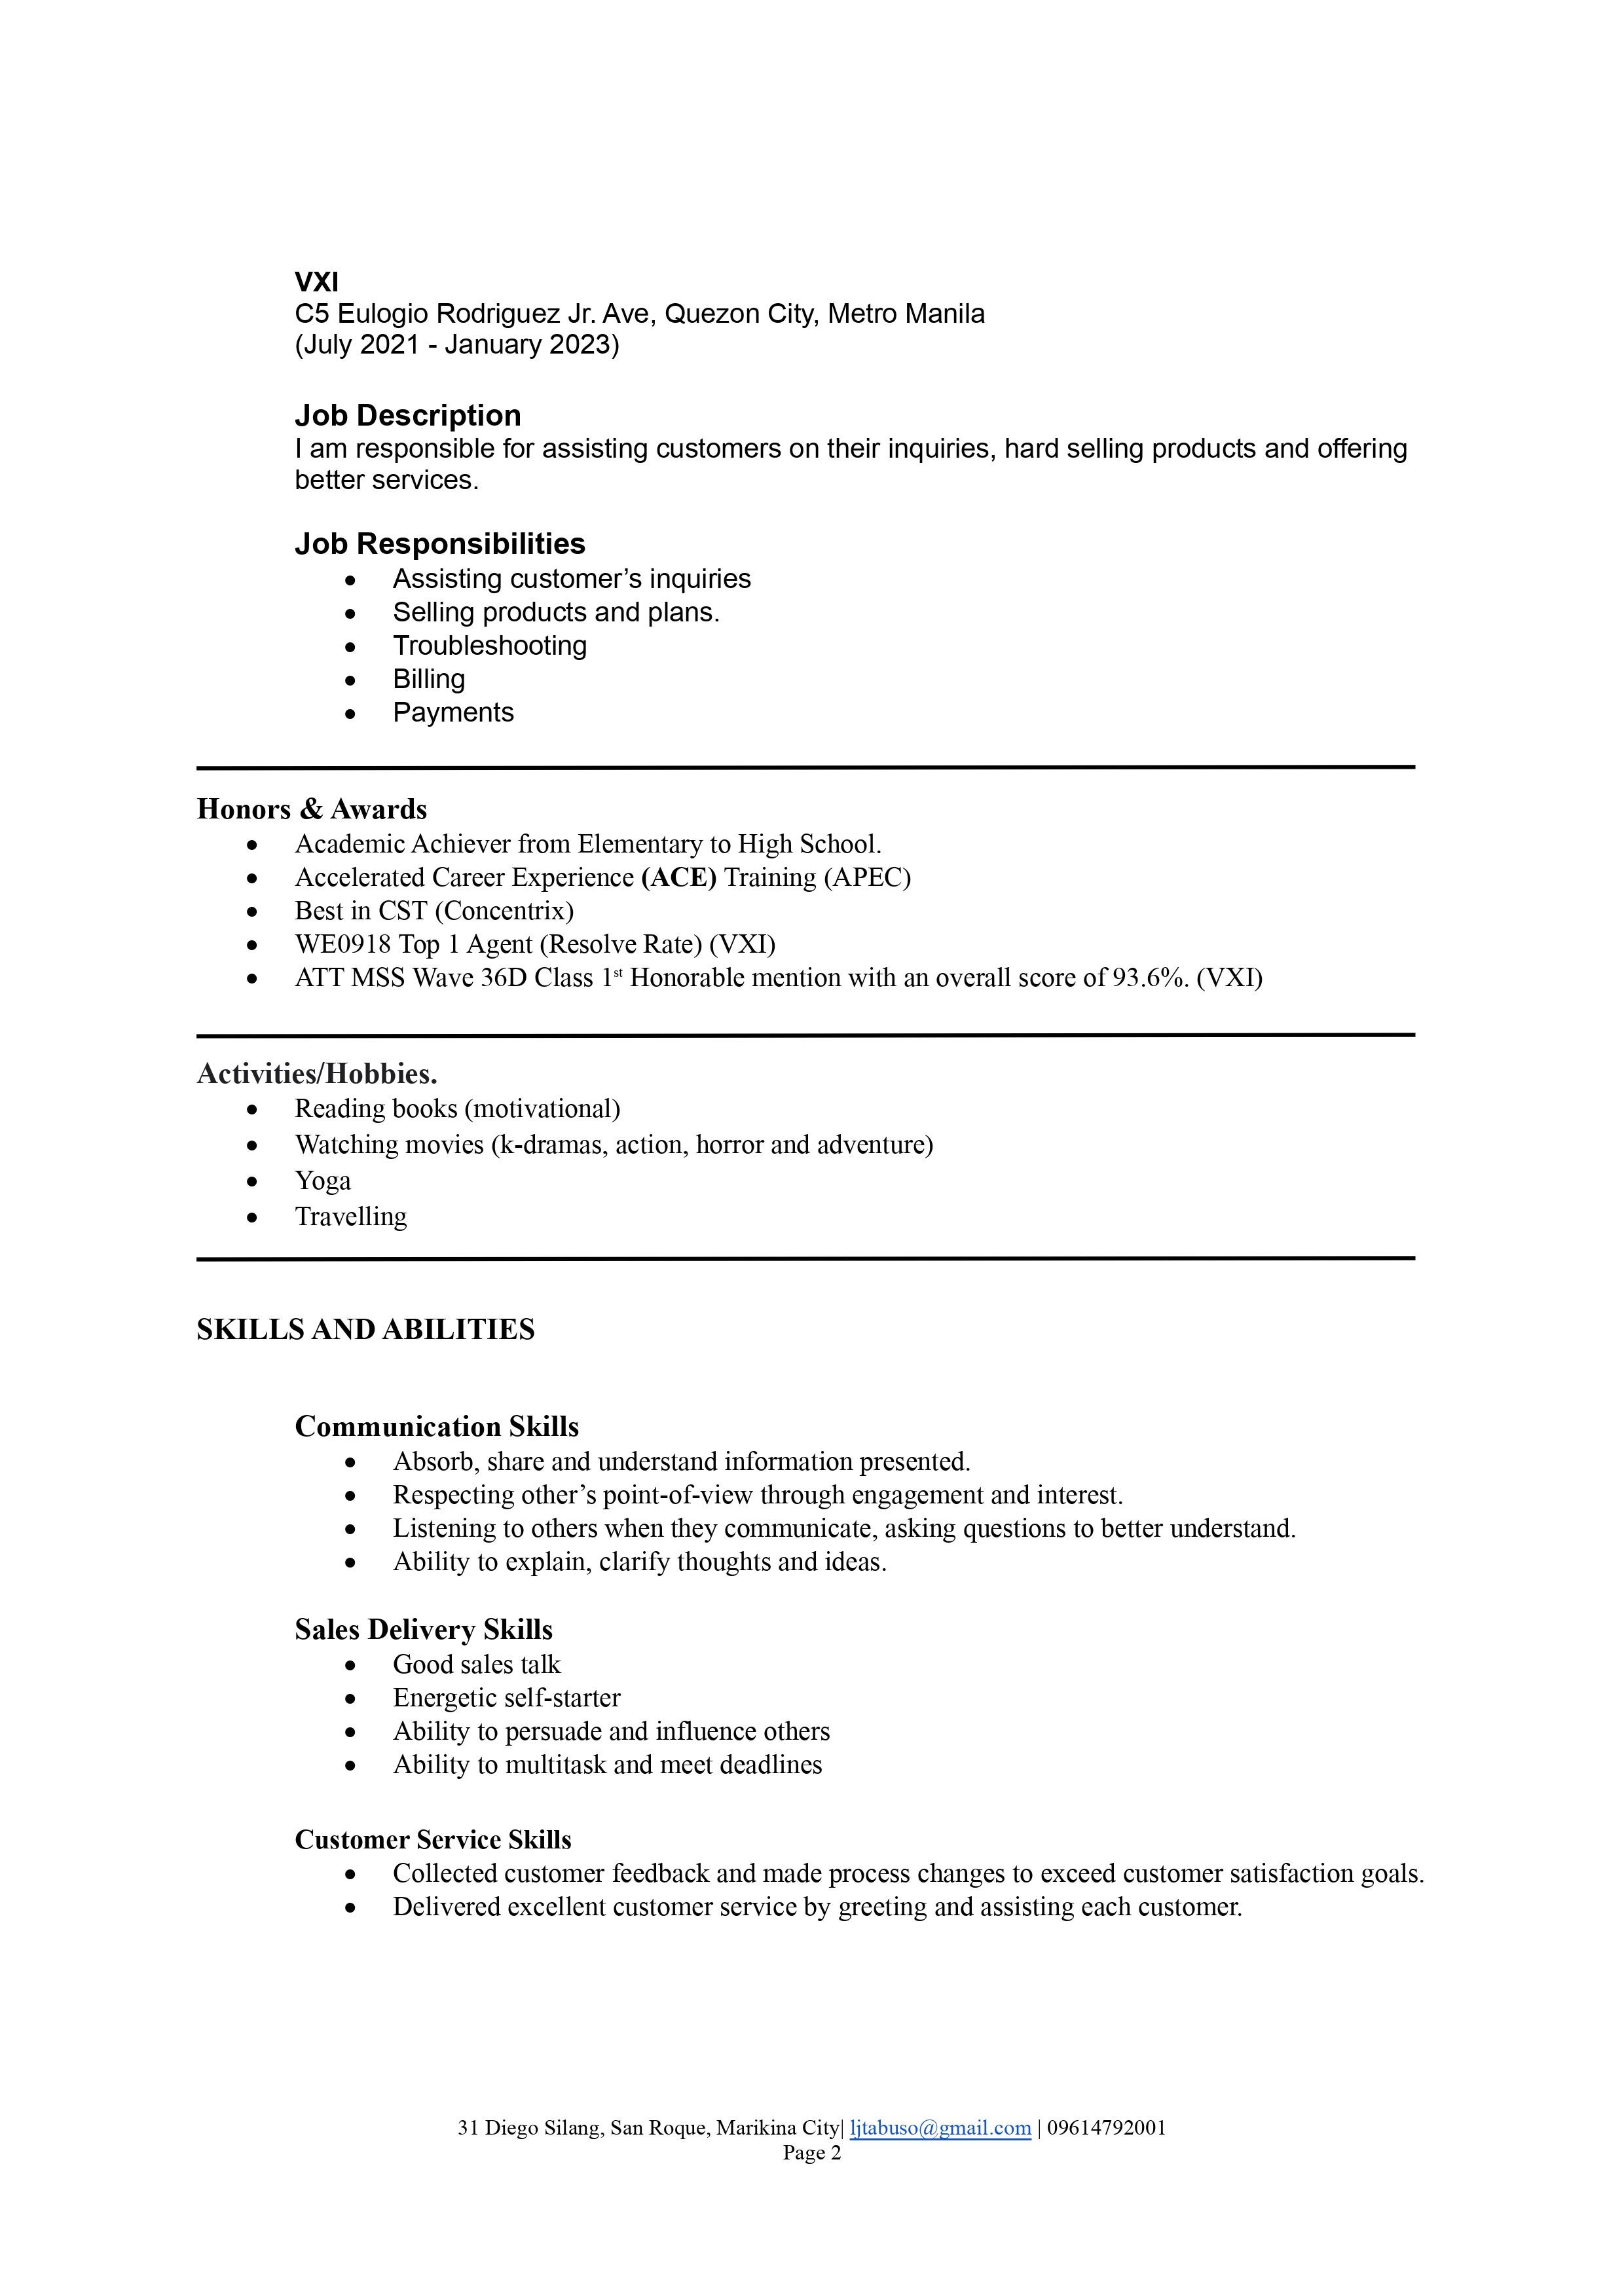 VXI
C5 Eulogio Rodriguez Jr. Ave, Quezon City, Metro Manila
(July 2021 - January 2023)
Job Description
I am responsible for assisting customers on their inquiries, hard selling products and offering
better services.
Job Responsibilities
• Assisting customer’s inquiries
• Selling products and plans.
• Troubleshooting
• Billing
• Payments
Honors & Awards
• Academic Achiever from Elementary to High School.
• Accelerated Career Experience (ACE) Training (APEC)
• Best in CST (Concentrix)
• WE0918 Top 1 Agent (Resolve Rate) (VXI)
• ATT MSS Wave 36D Class 1st Honorable mention with an overall score of 93.6%. (VXI)
Activities/Hobbies.
• Reading books (motivational)
• Watching movies (k-dramas, action, horror and adventure)
• Yoga
• Travelling
SKILLS AND ABILITIES
Communication Skills
• Absorb, share and understand information presented.
• Respecting other’s point-of-view through engagement and interest.
• Listening to others when they communicate, asking questions to better understand.
• Ability to explain, clarify thoughts and ideas.
Sales Delivery Skills
• Good sales talk
• Energetic self-starter
• Ability to persuade and influence others
• Ability to multitask and meet deadlines
Customer Service Skills
• Collected customer feedback and made process changes to exceed customer satisfaction goals.
• Delivered excellent customer service by greeting and assisting each customer.
31 Diego Silang, San Roque, Marikina City| ljtabuso@gmail.com | 09614792001
Page 2